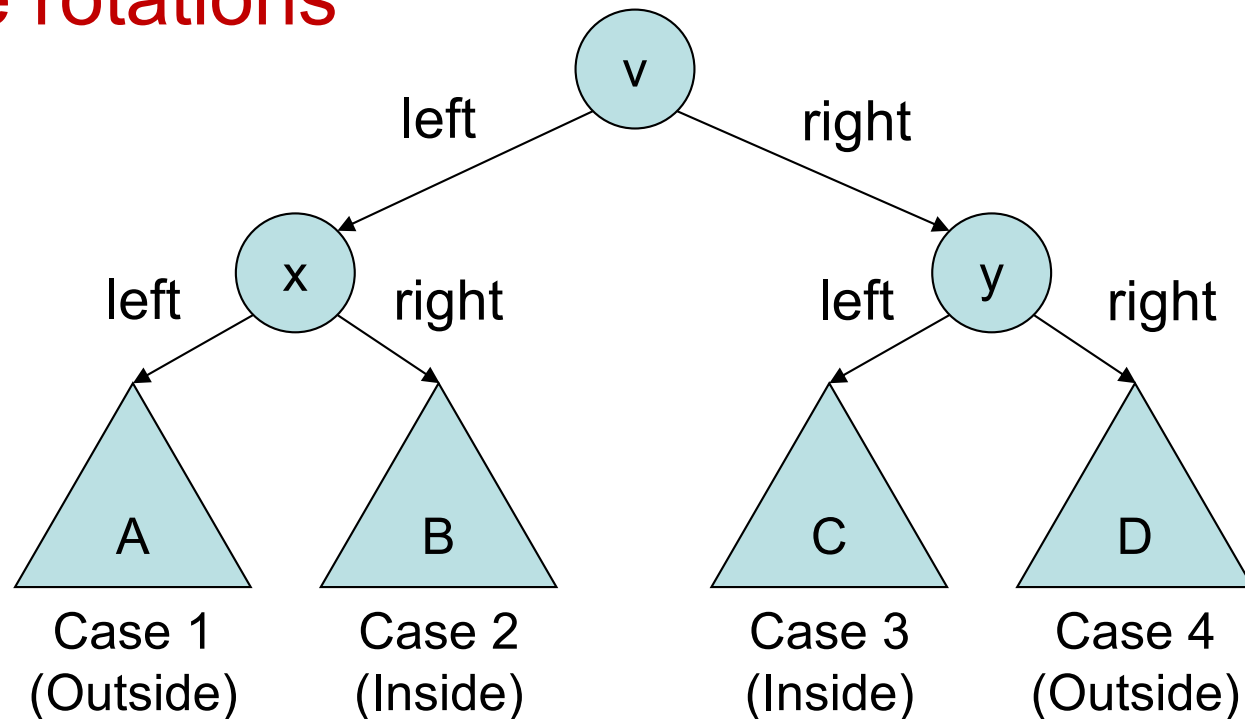 e rotations
v
left
right
x
y
left
right
left
right
A
B
C
D
Case 1
(Outside)
Case 2
(Inside)
Case 3
(Inside)
Case 4
(Outside)